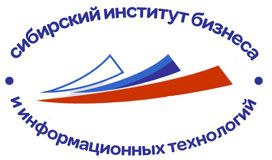 сибирский институт бизнеса
и информационных технологий